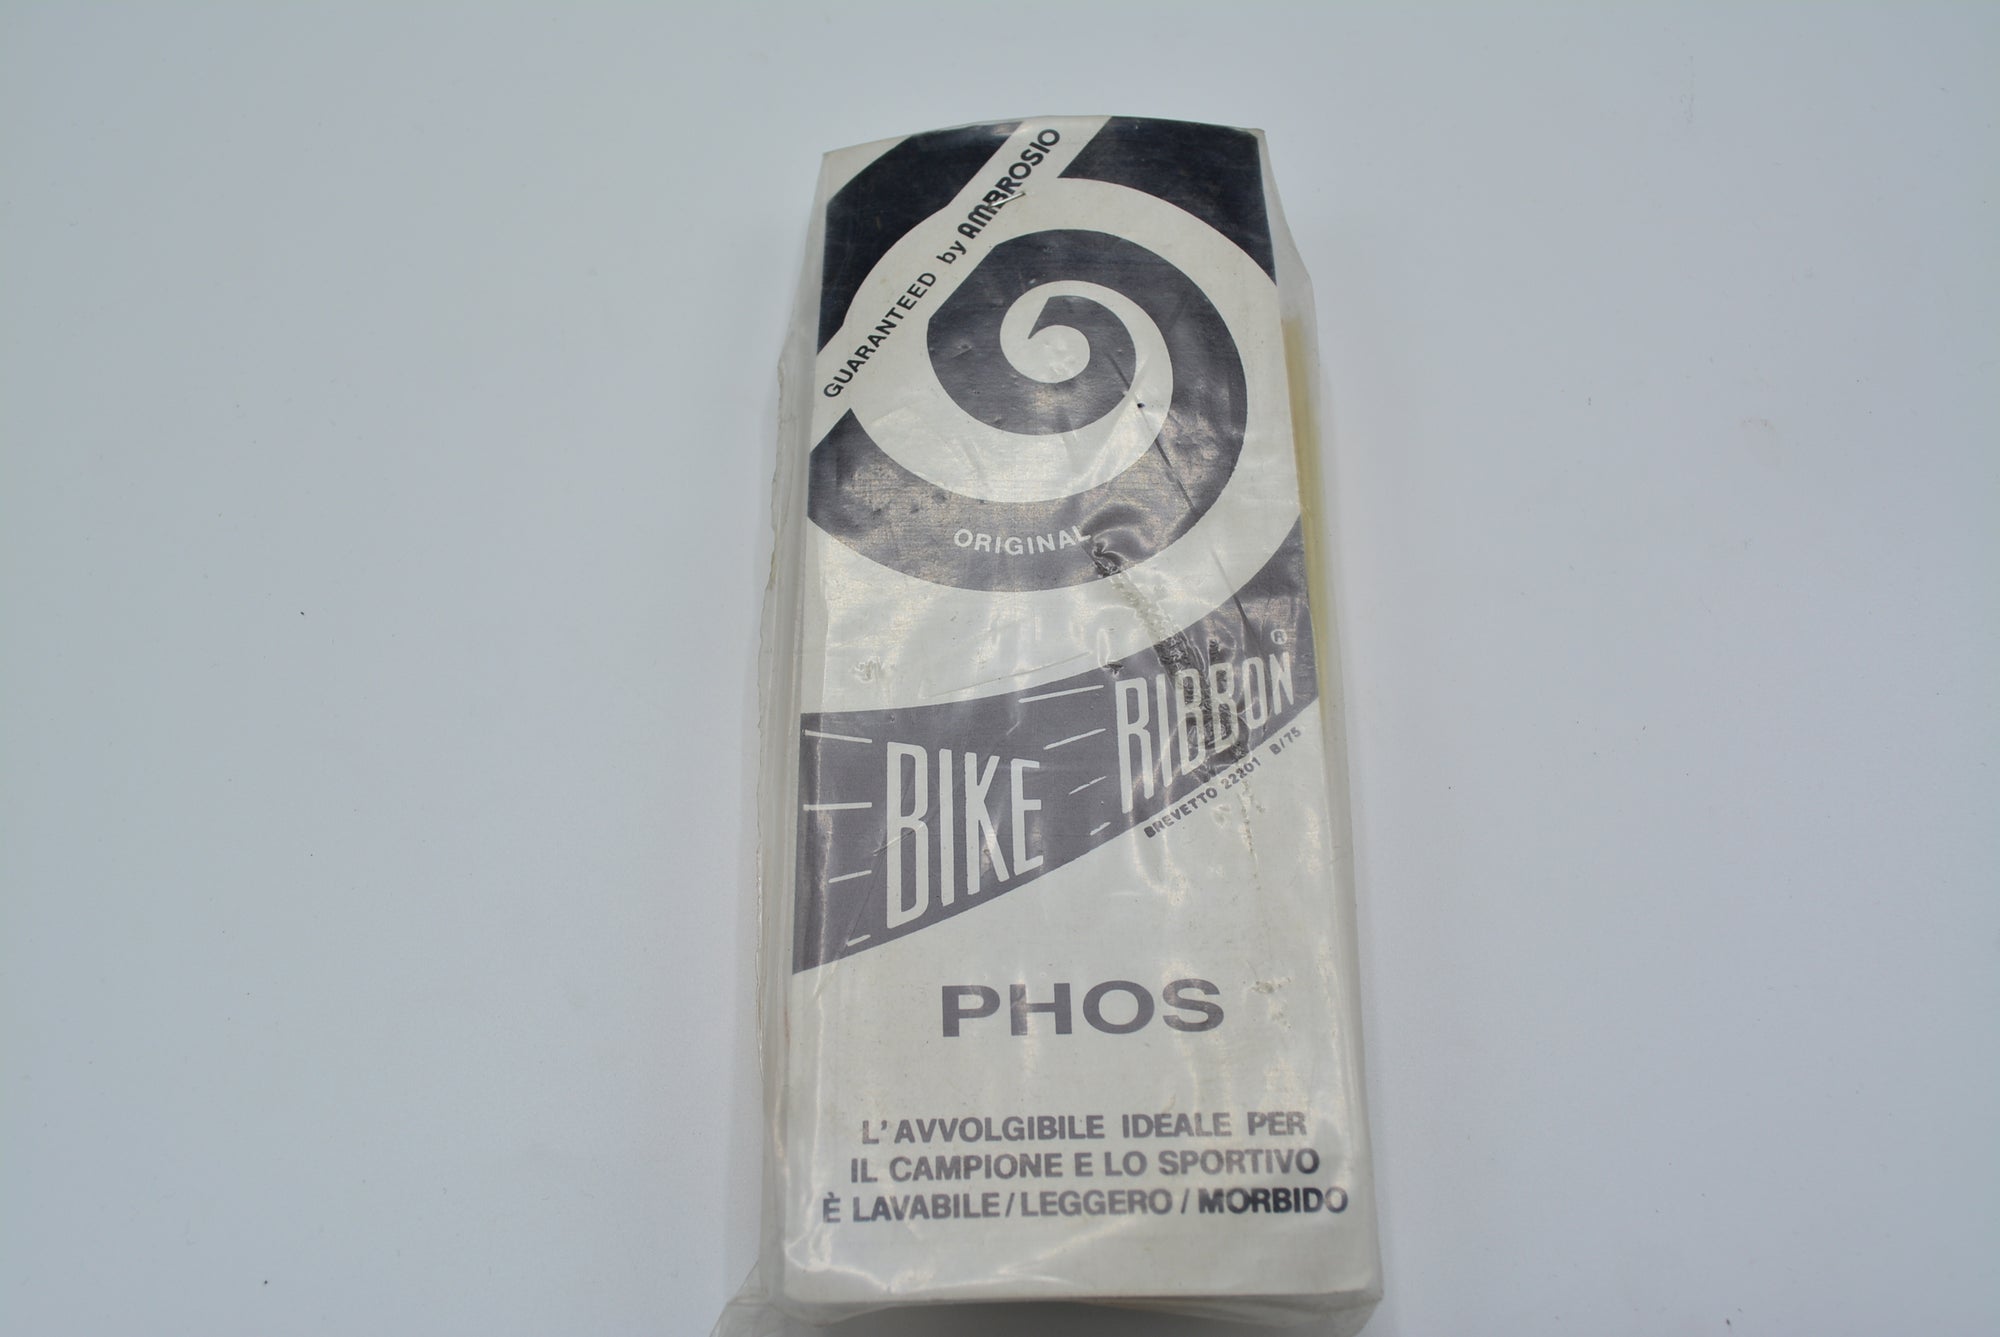 GUARANTEED by AMBROSIO
ORIGINAL
BIKE RIBBON ®
BREVETTO 22201 B/75
PHOS
L'AVVOLGIBILE IDEALE PER
IL CAMPIONE E LO SPORTIVO
È LAVABILE/LEGGERO/MORBIDO